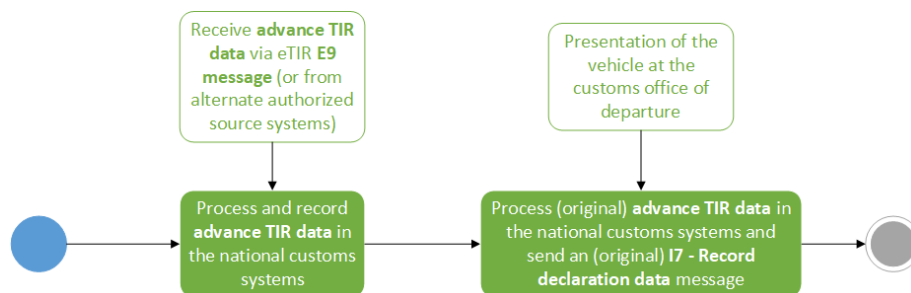 Receive advance TIR
data via eTIR E9
message (or from
alternate authorized
source systems)
Presentation of the
vehicle at the
customs office of
departure
Process and record
advance TIR data in
the national customs
systems
Process (original) advance TIR data in
the national customs systems and
send an (original) I7 - Record
declaration data message